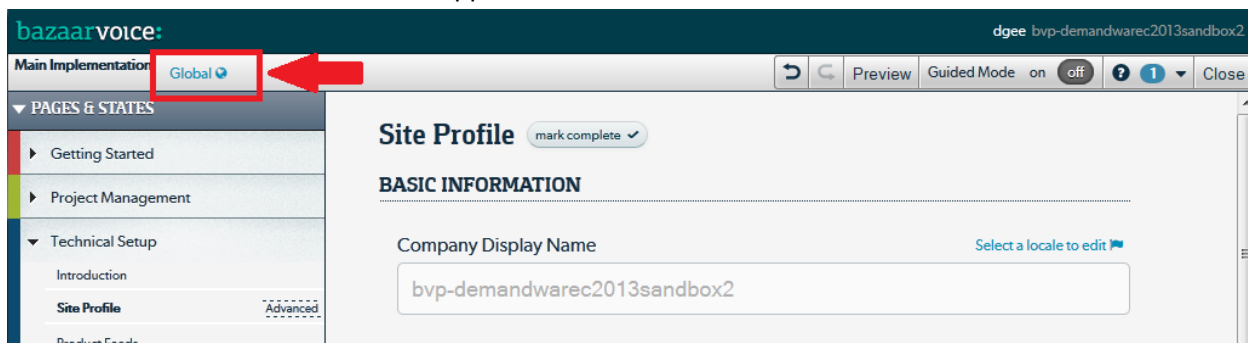 bazaarvoice:
dgee bvp-demandwarec2013sandbox2
Main Implementation Global
Preview Guided Mode on off ? 1 Close
PAGES & STATES
Getting Started
Project Management
Technical Setup
Introduction
Site Profile Advanced
Site Profile mark complete ✓
BASIC INFORMATION
Company Display Name Select a locale to edit
bvp-demandwarec2013sandbox2